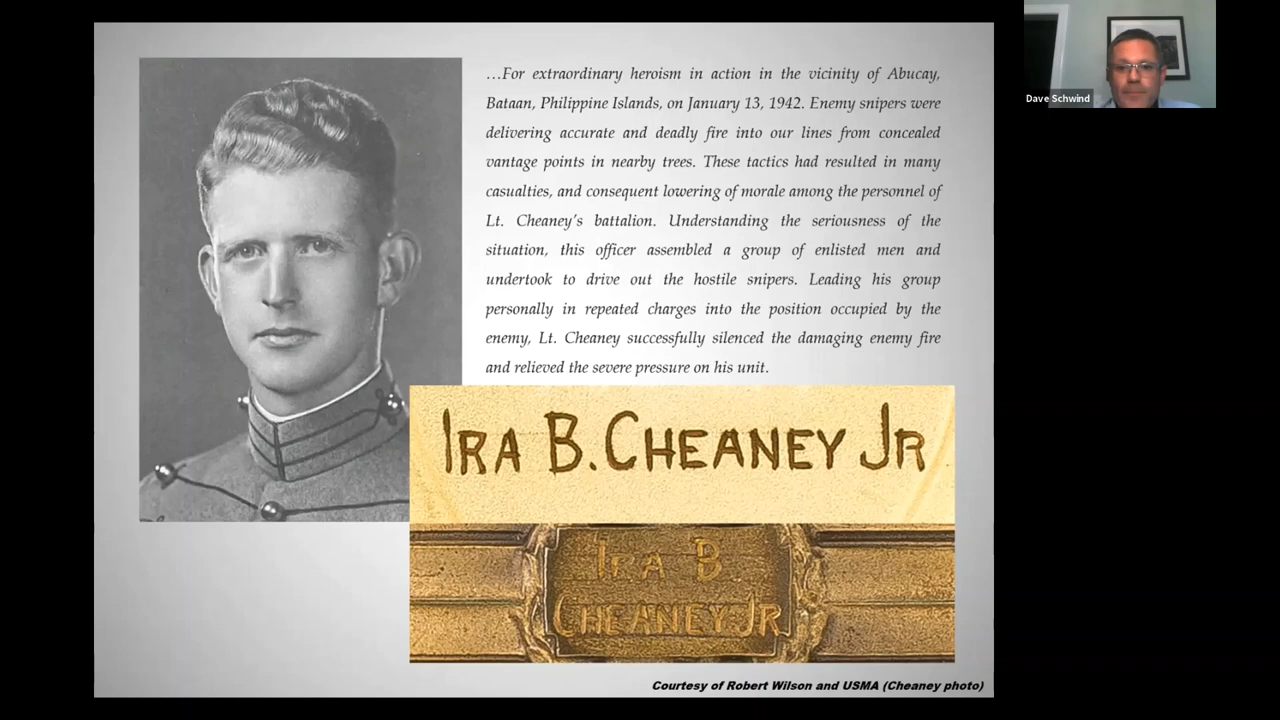 …For extraordinary heroism in action in the vicinity of Abucay,
Bataan, Philippine Islands, on January 13, 1942. Enemy snipers were
delivering accurate and deadly fire into our lines from concealed
vantage points in nearby trees. These tactics had resulted in many
casualties, and consequent lowering of morale among the personnel of
Lt. Cheaney's battalion. Understanding the seriousness of the
situation, this officer assembled a group of enlisted men and
undertook to drive out the hostile snipers. Leading his group
personally in repeated charges into the position occupied by the
enemy, Lt. Cheaney successfully silenced the damaging enemy fire
and relieved the severe pressure on his unit.
IRA B. CHEANEY JR
IRA B
CHEANEY JR
Courtesy of Robert Wilson and USMA (Cheaney photo)
Dave Schwind